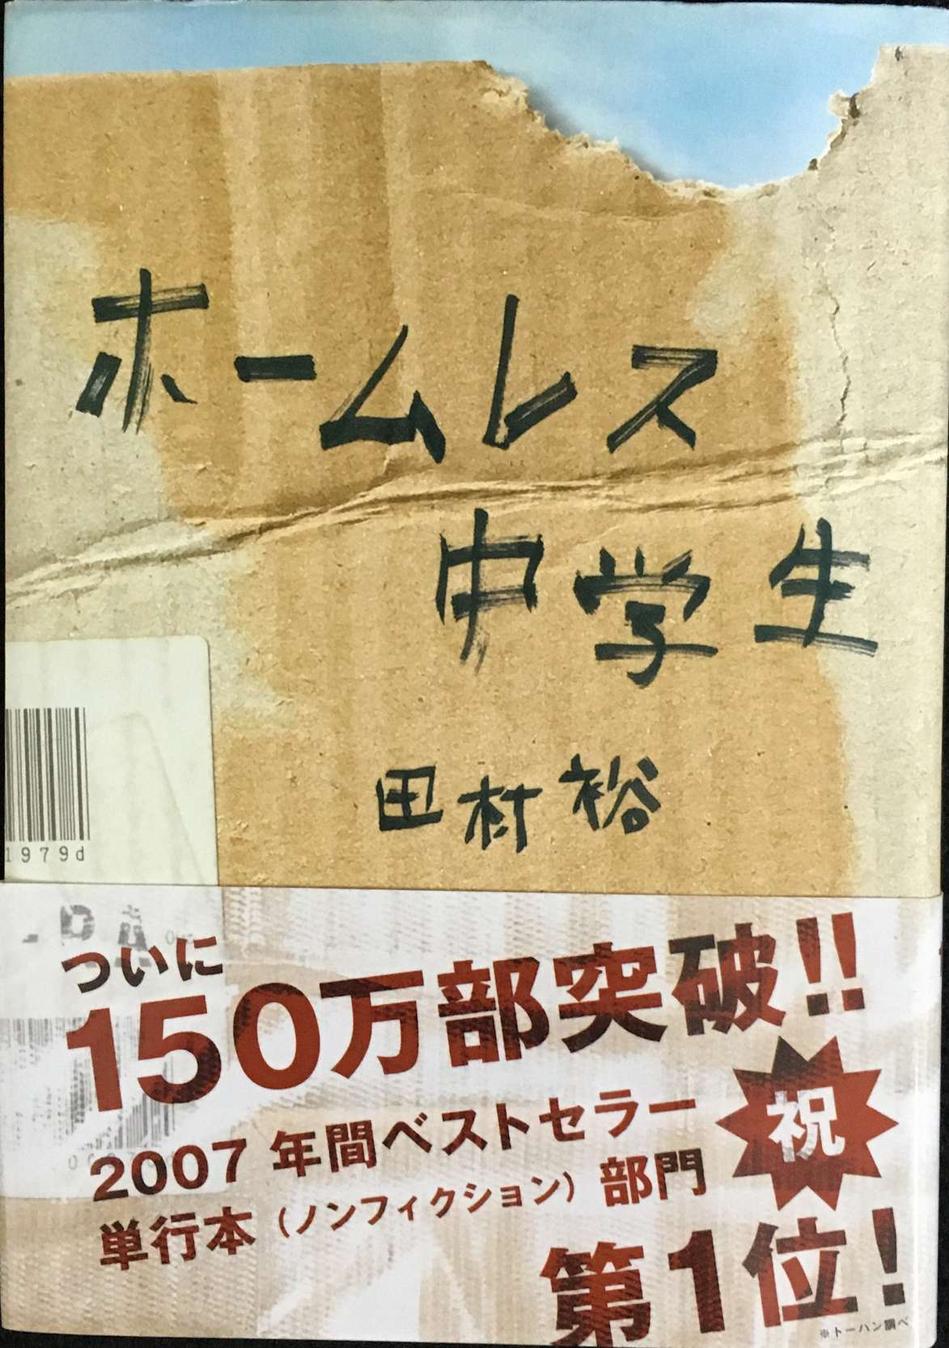 ホームレス
中学生
田村裕
1979d
ついに
150万部突破!!
2007年間ベストセラー
単行本（ノンフィクション）部門
祝
第1位!
※トーハン調べ